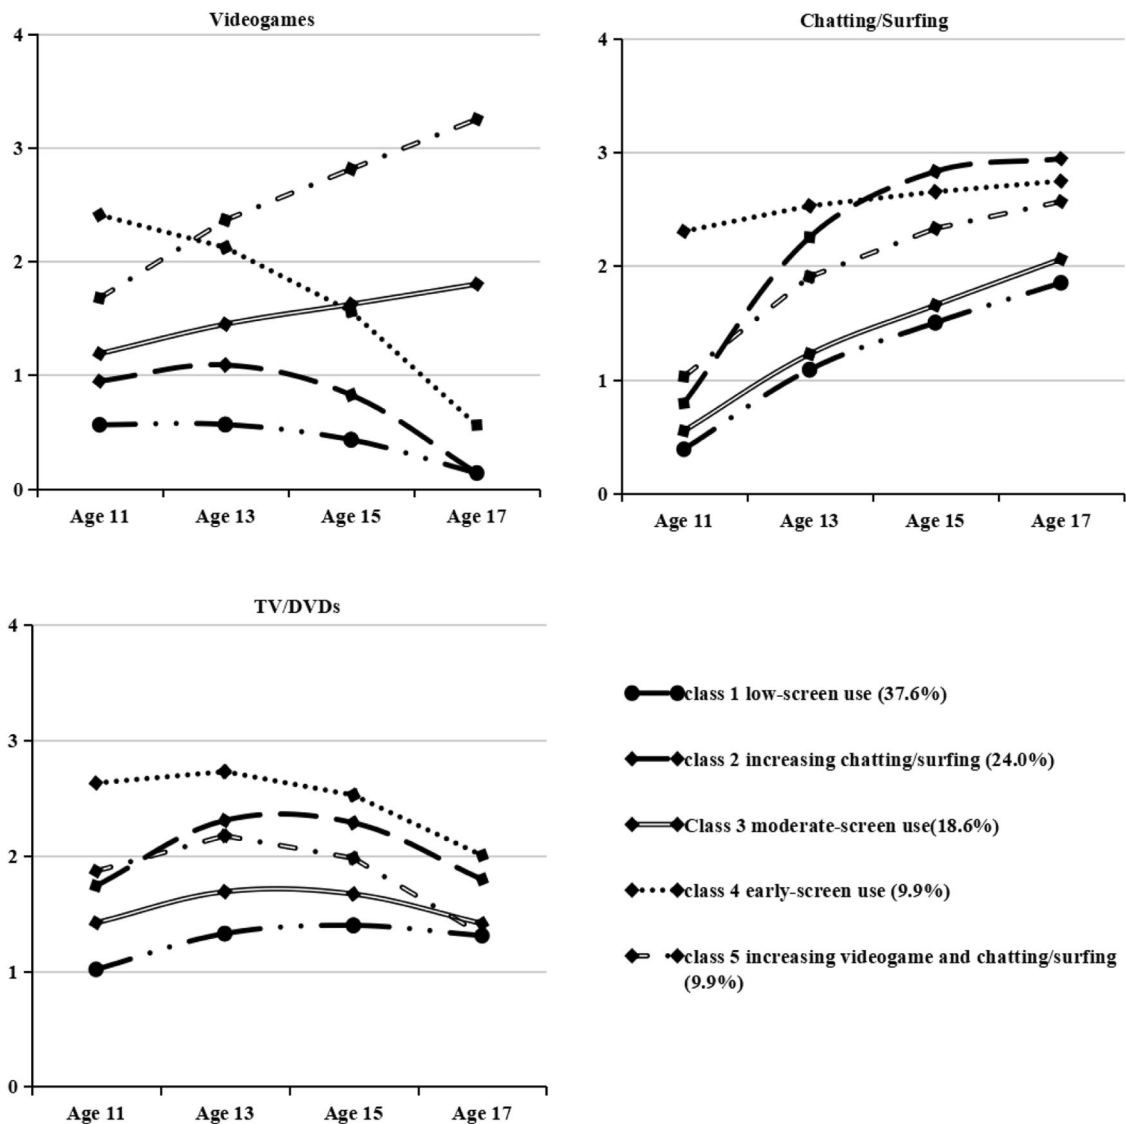 Videogames
4
3
2
1
0
Age 11 Age 13 Age 15 Age 17
Chatting/Surfing
4
3
2
1
0
Age 11 Age 13 Age 15 Age 17
TV/DVDs
4
3
2
1
0
Age 11 Age 13 Age 15 Age 17
class 1 low-screen use (37.6%)
class 2 increasing chatting/surfing (24.0%)
Class 3 moderate-screen use(18.6%)
class 4 early-screen use (9.9%)
class 5 increasing videogame and chatting/surfing
(9.9%)